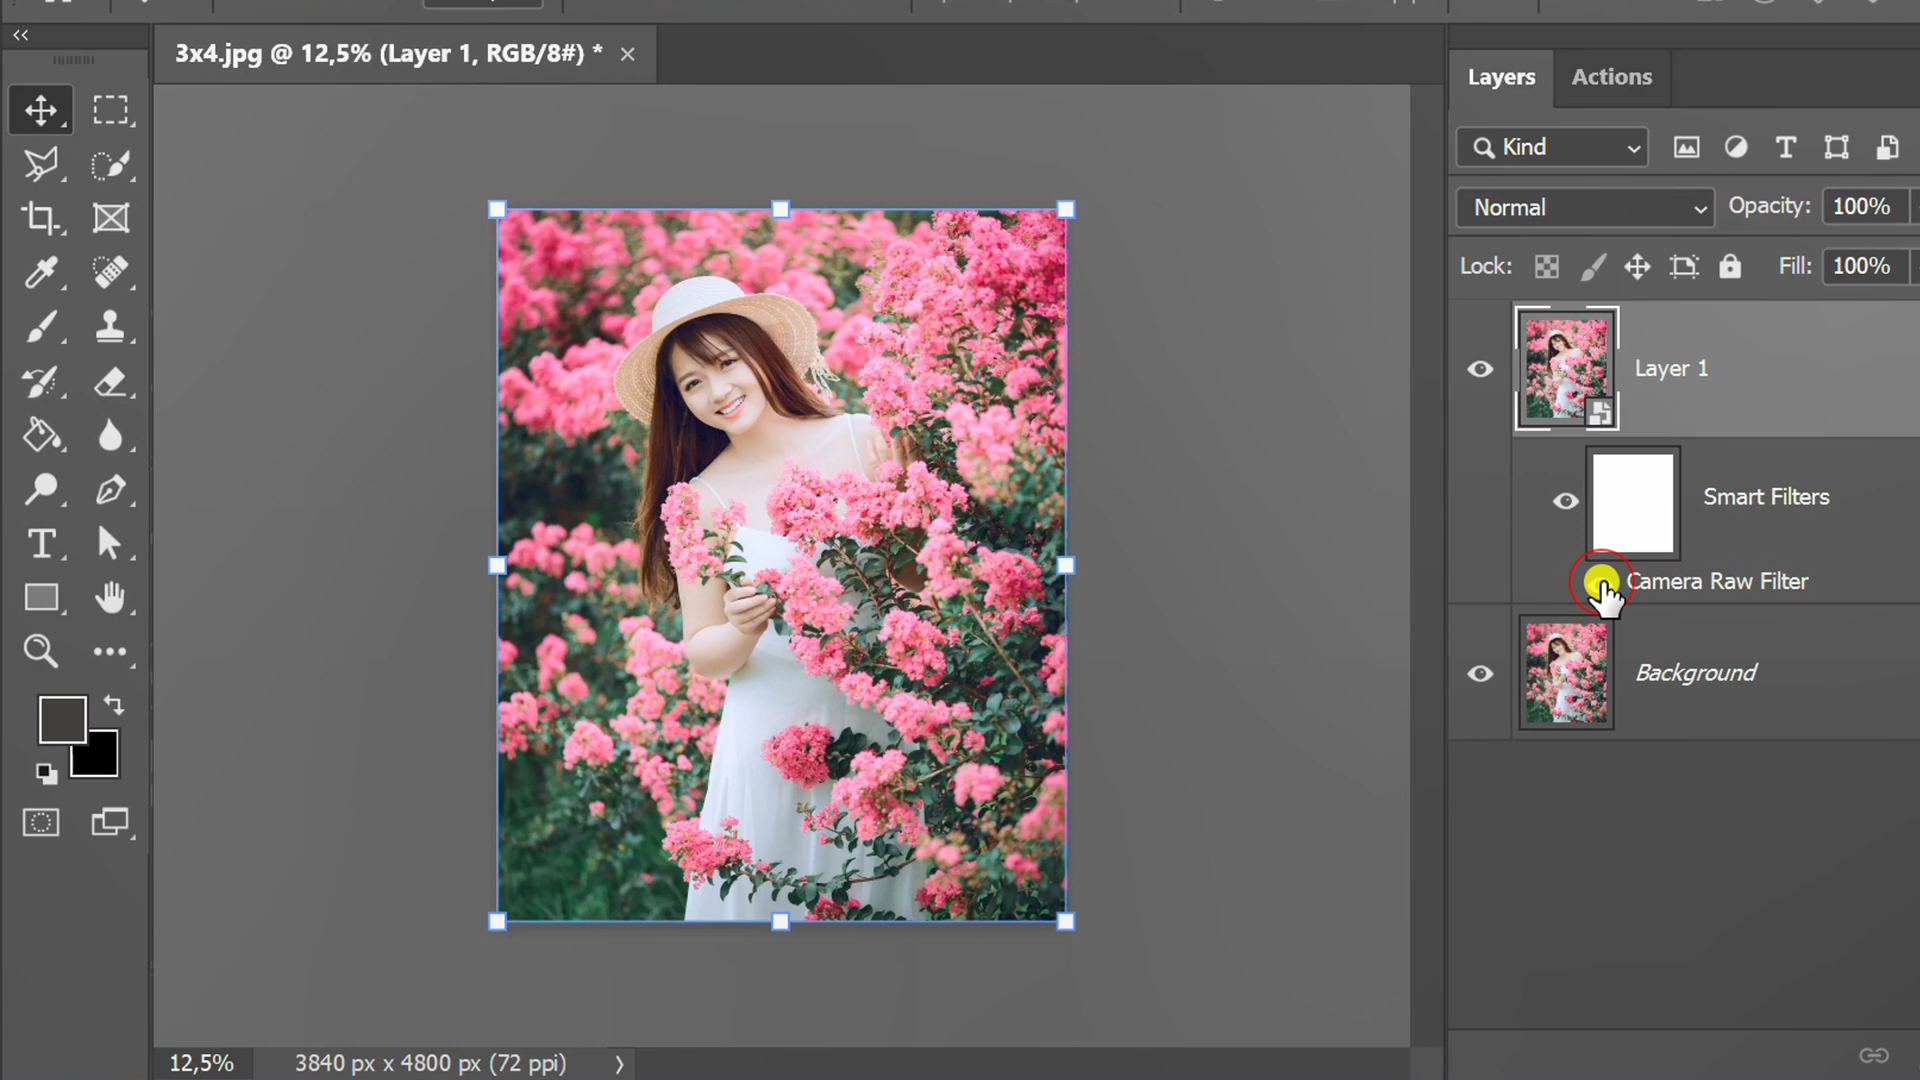 3x4.jpg @ 12,5% (Layer 1, RGB/8#) *
Layers
Actions
Kind
Normal
Opacity:
100%
Lock:
Fill:
100%
Layer 1
Smart Filters
Camera Raw Filter
Background
12,5%
3840 px x 4800 px (72 ppi)